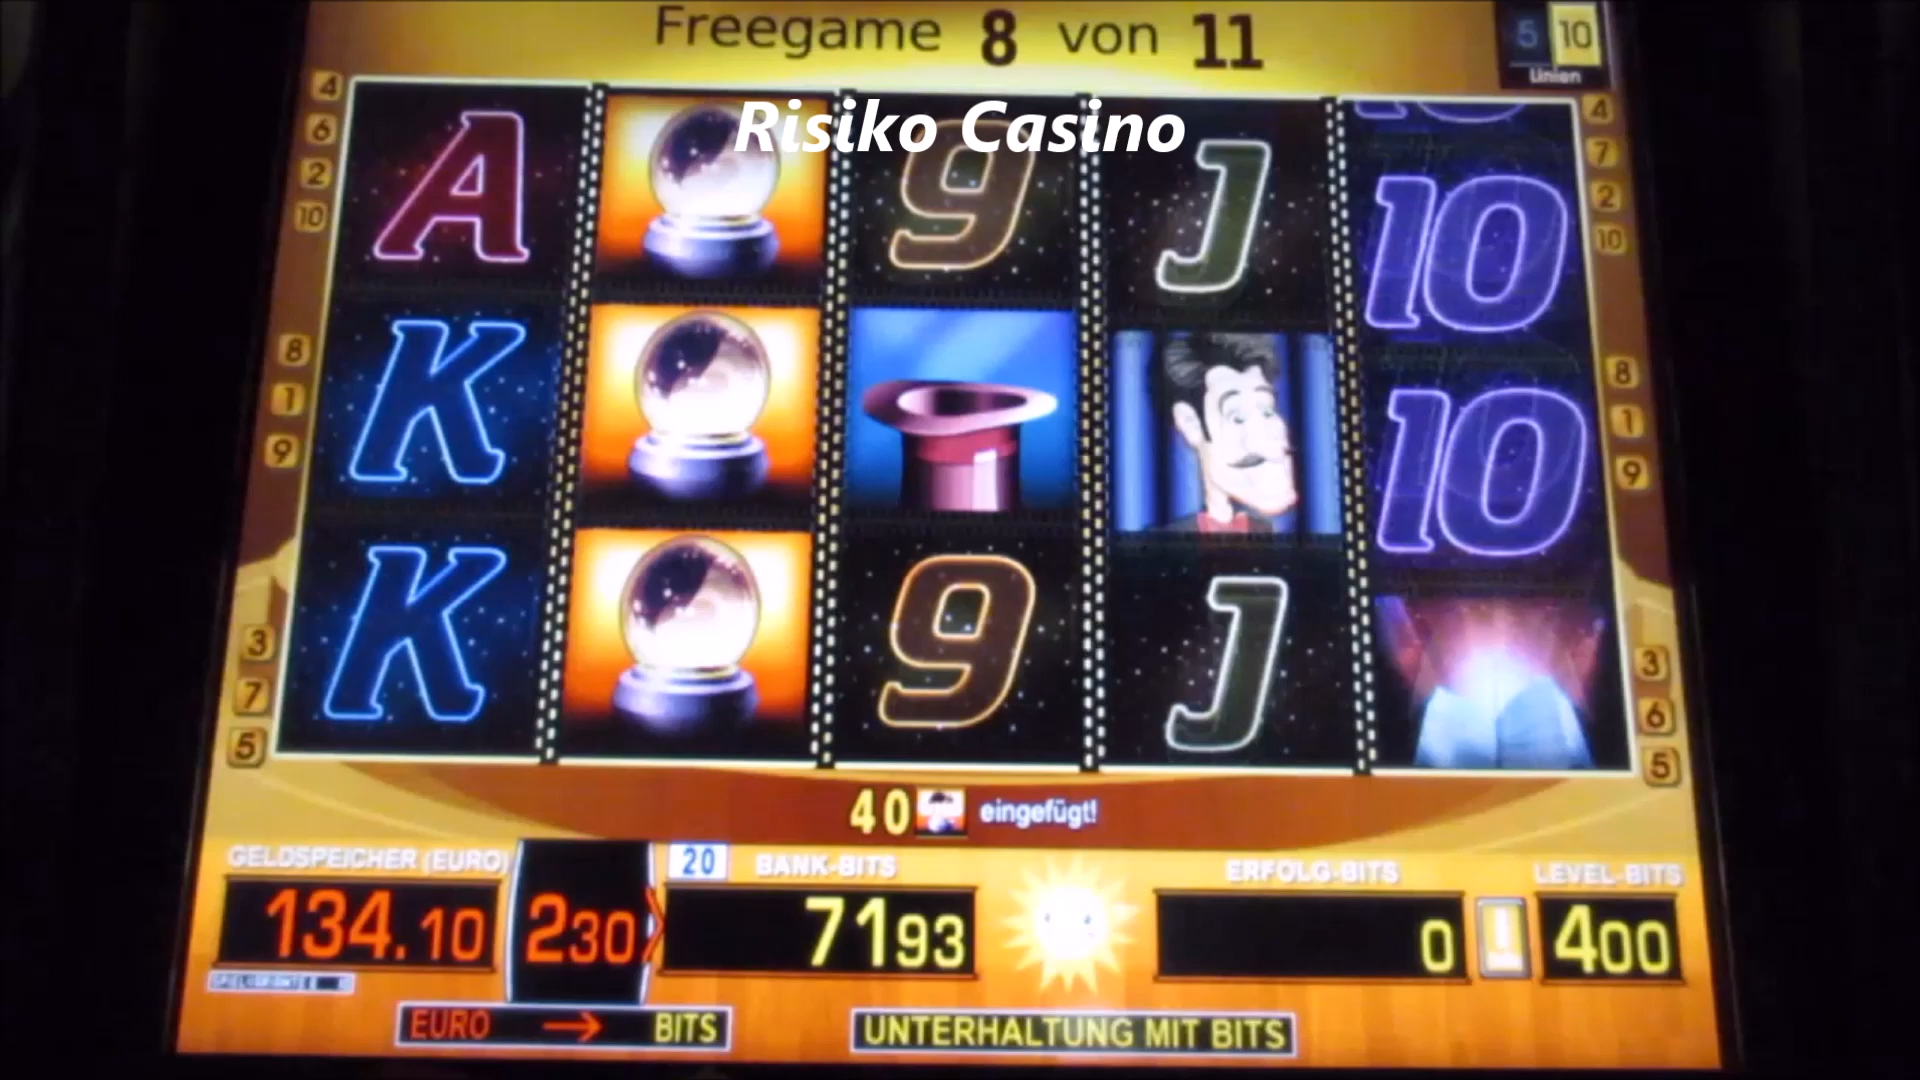 Freegame 8 von 11
5 10
Linien
Risiko Casino
4 4
6 7
2 2
10 10
A 9 J 10
8 8
1 1
9 9
K 10
K 9 J
3 3
7 6
5 5
40 eingefügt!
GELDSPEICHER (EURO) 20 BANK-BITS ERFOLG-BITS LEVEL-BITS
134.10 230 7193 0 400
EURO → BITS UNTERHALTUNG MIT BITS